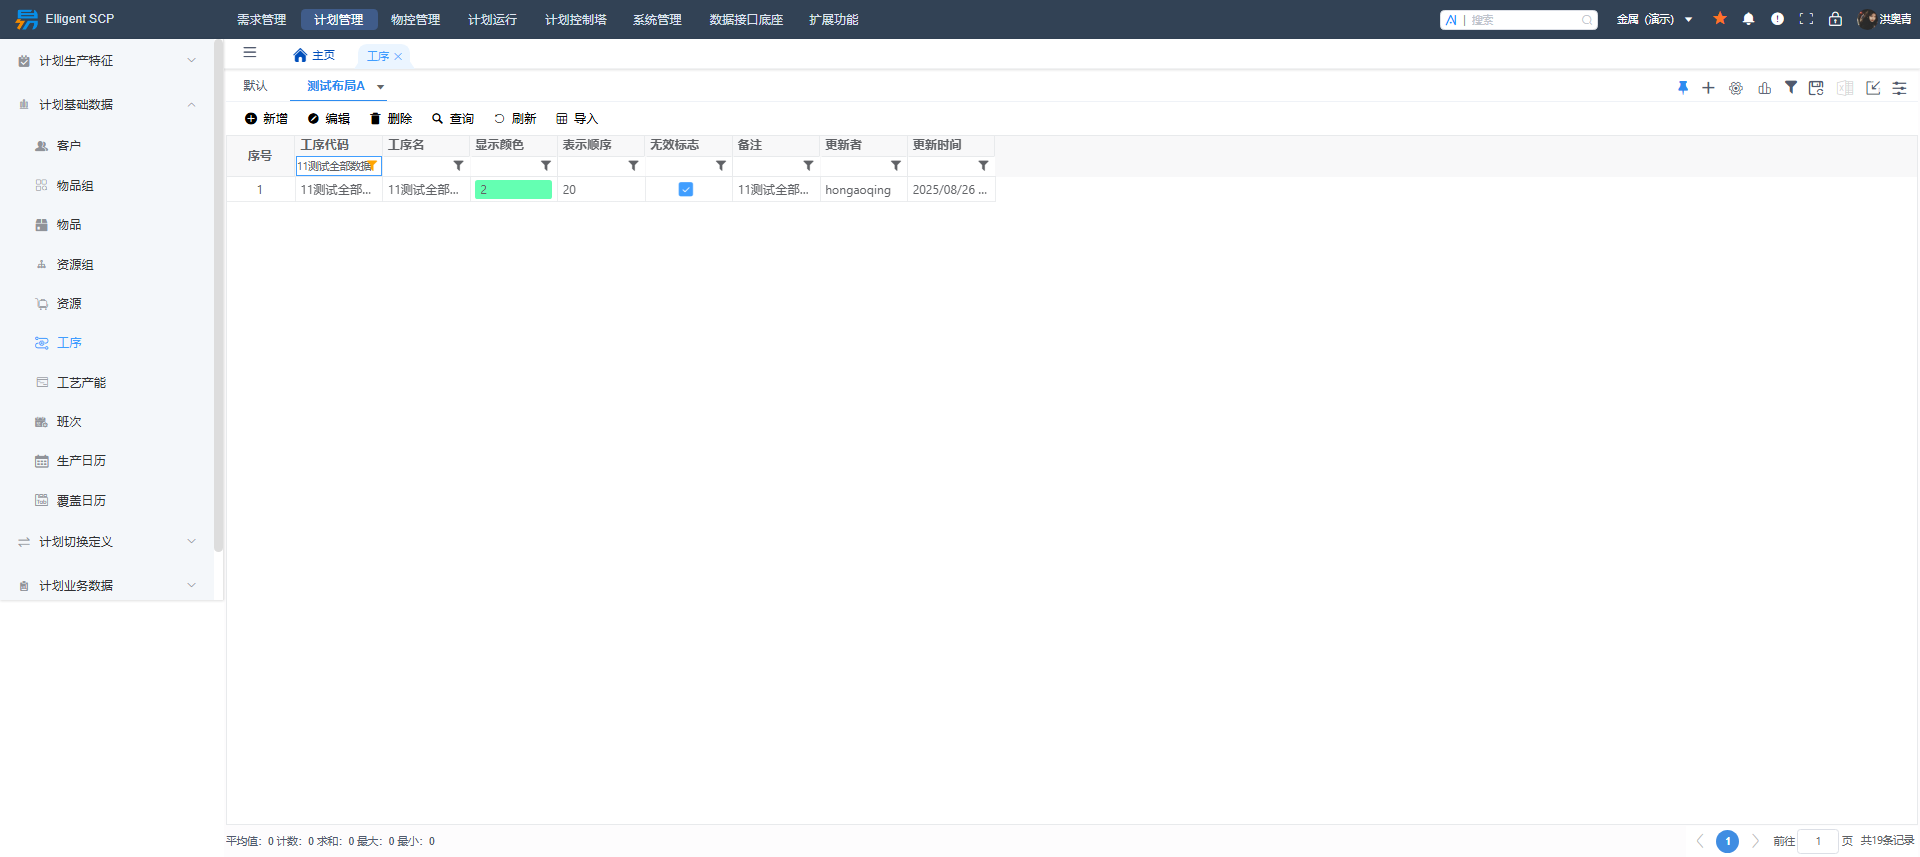 Elligent SCP 需求管理 计划管理 物控管理 计划运行 计划控制塔 系统管理 数据接口底座 扩展功能 AI | 搜索 金属 (演示) 洪奥青
计划生产特征
计划基础数据
客户
物品组
物品
资源组
资源
工序
工艺产能
班次
生产日历
覆盖日历
计划切换定义
计划业务数据
主页 工序
默认 测试布局A
新增 编辑 删除 查询 刷新 导入
序号 工序代码 工序名 显示颜色 表示顺序 无效标志 备注 更新者 更新时间
11测试全部数据
1 11测试全部... 11测试全部... 2 20 11测试全部... hongaoqing 2025/08/26 ...
平均值: 0 计数: 0 求和: 0 最大: 0 最小: 0 1 前往 1 页 共19条记录